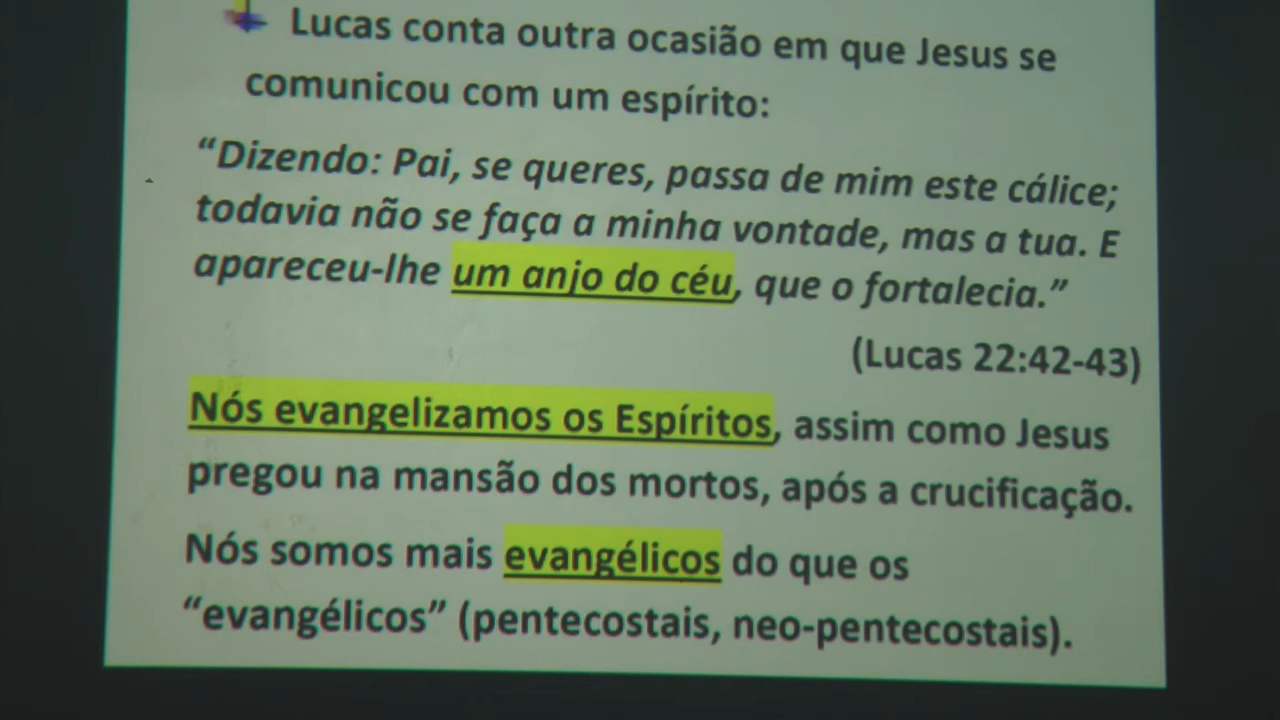 Lucas conta outra ocasião em que Jesus se
comunicou com um espírito:
“Dizendo: Pai, se queres, passa de mim este cálice;
todavia não se faça a minha vontade, mas a tua. E
apareceu-lhe um anjo do céu, que o fortalecia.”
(Lucas 22:42-43)
Nós evangelizamos os Espíritos, assim como Jesus
pregou na mansão dos mortos, após a crucificação.
Nós somos mais evangélicos do que os
“evangélicos” (pentecostais, neo-pentecostais).